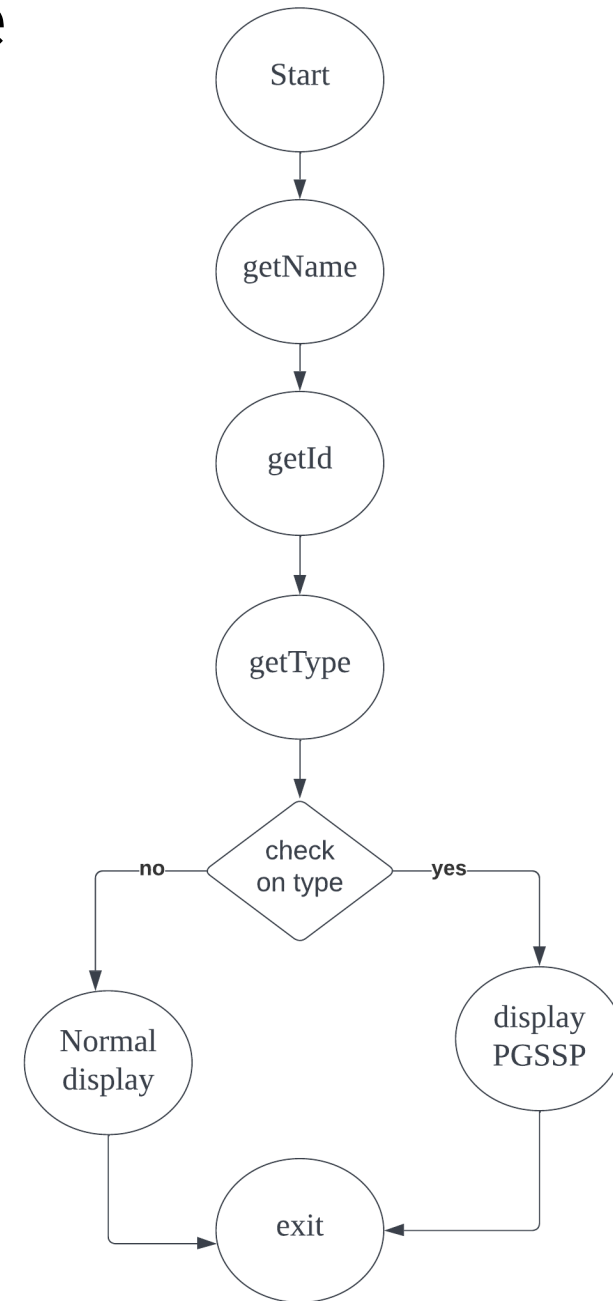 e
Start
getName
getId
getType
check
on type
no
yes
Normal
display
display
PGSSP
exit